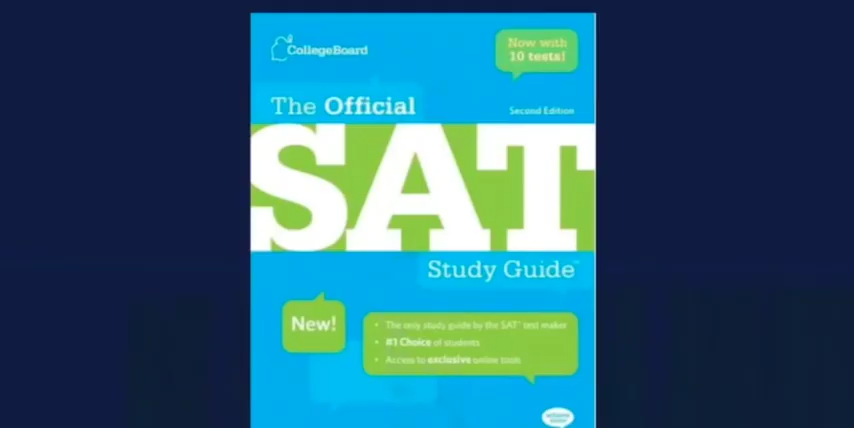 CollegeBoard
Now with
10 tests!
The Official
Second Edition
SAT
Study Guide™
New!
• The only study guide by the SAT™ test maker
• #1 Choice of students
• Access to exclusive online tools